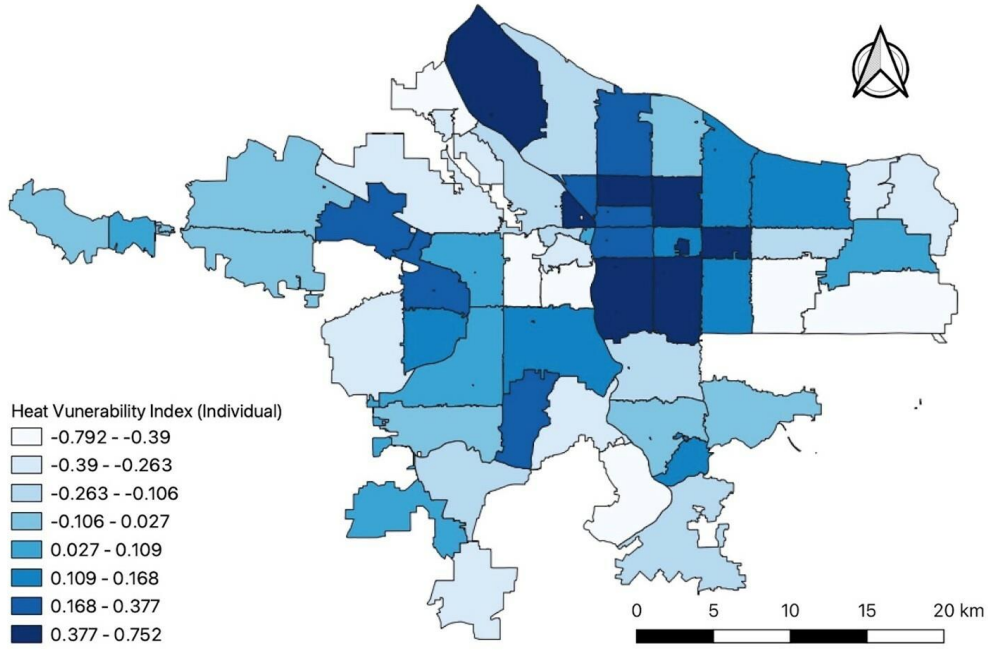 Heat Vunerability Index (Individual)
-0.792 - -0.39
-0.39 - -0.263
-0.263 - -0.106
-0.106 - 0.027
0.027 - 0.109
0.109 - 0.168
0.168 - 0.377
0.377 - 0.752
0 5 10 15 20 km